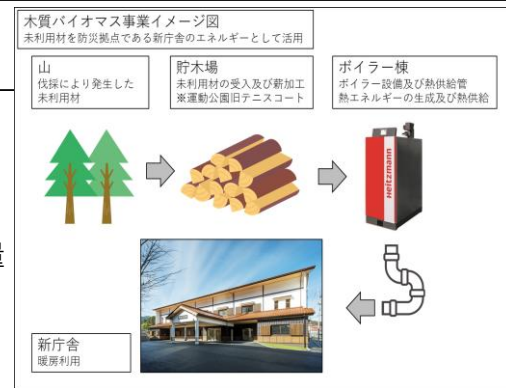 木質バイオマス事業イメージ図
未利用材を防災拠点である新庁舎のエネルギーとして活用
山
伐採により発生した
未利用材
貯木場
未利用材の受入及び薪加工
※運動公園旧テニスコート
ボイラー棟
ボイラー設備及び熱供給管
熱エネルギーの生成及び熱供給
Heitzmann
新庁舎
暖房利用